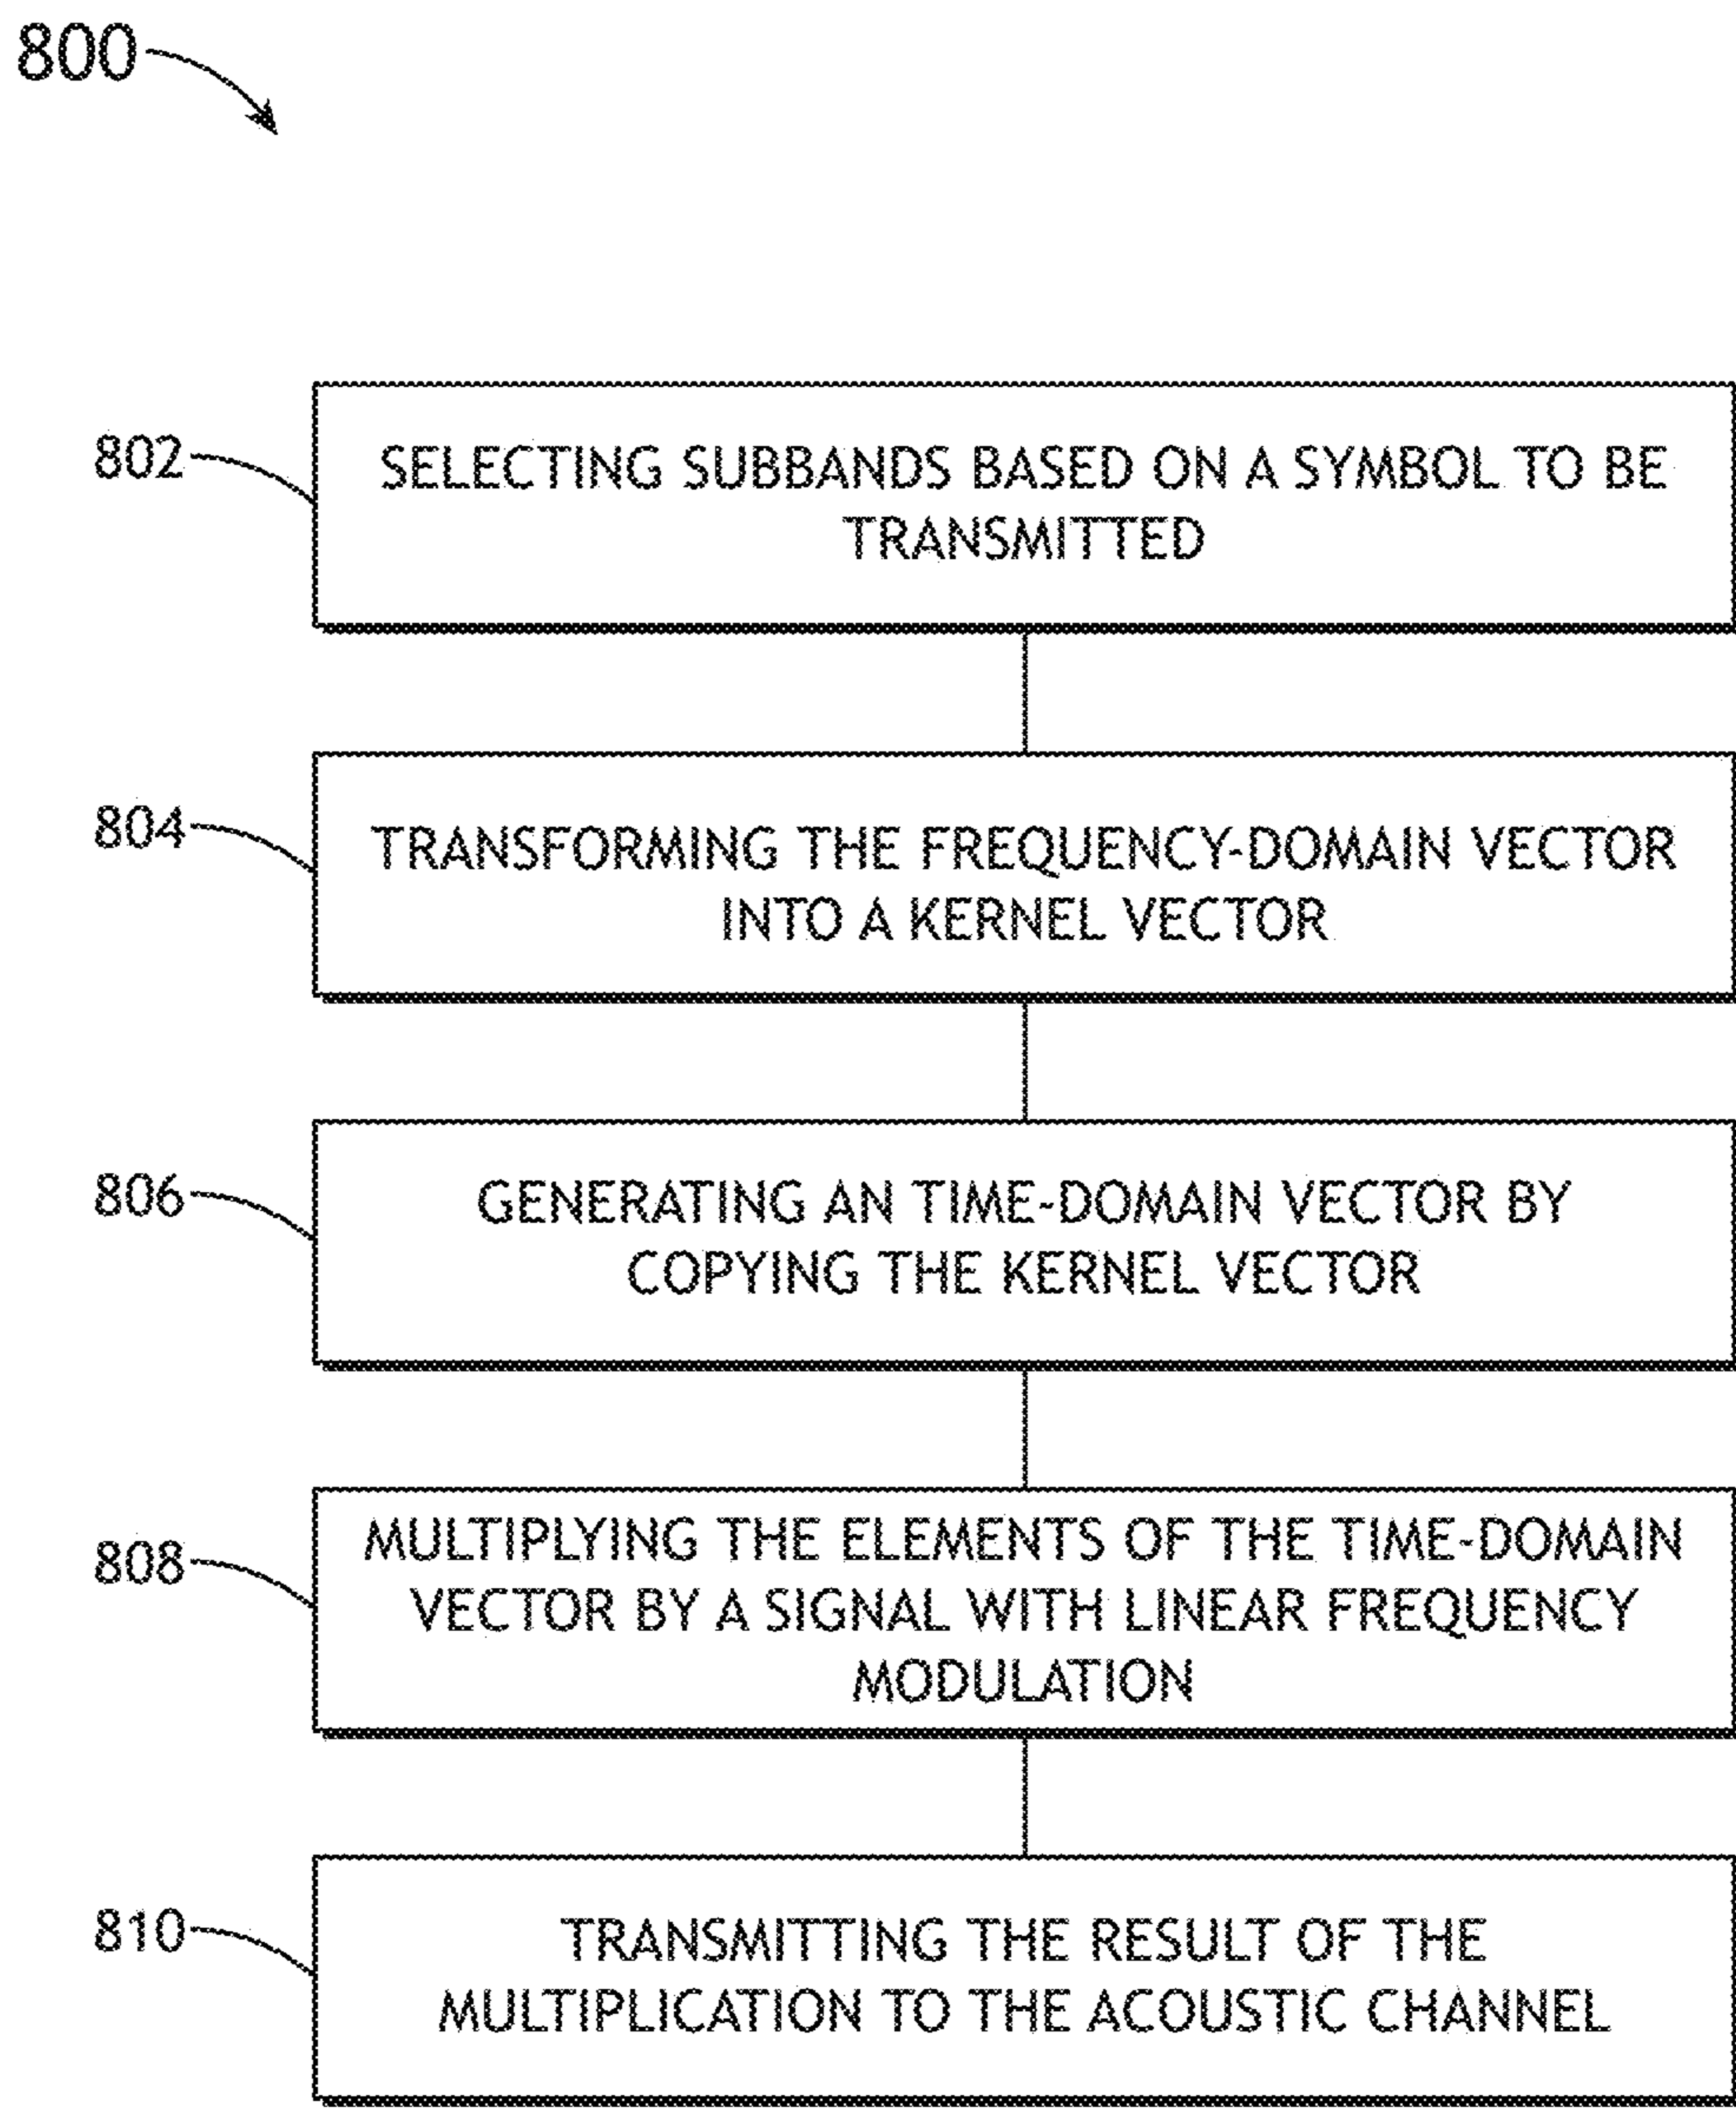 800
802
SELECTING SUBBANDS BASED ON A SYMBOL TO BE
TRANSMITTED
804
TRANSFORMING THE FREQUENCY-DOMAIN VECTOR
INTO A KERNEL VECTOR
806
GENERATING AN TIME-DOMAIN VECTOR BY
COPYING THE KERNEL VECTOR
808
MULTIPLYING THE ELEMENTS OF THE TIME-DOMAIN
VECTOR BY A SIGNAL WITH LINEAR FREQUENCY
MODULATION
810
TRANSMITTING THE RESULT OF THE
MULTIPLICATION TO THE ACOUSTIC CHANNEL